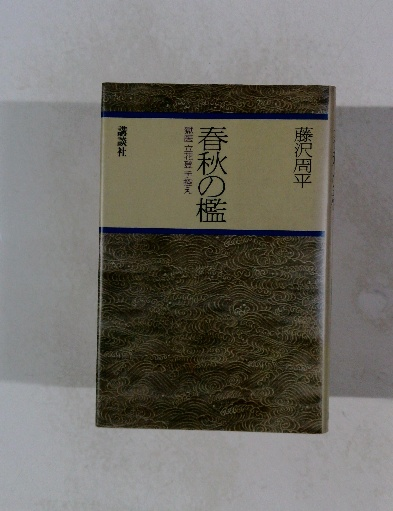 藤沢周平
春秋の檻
獄医立花登手控え
講談社